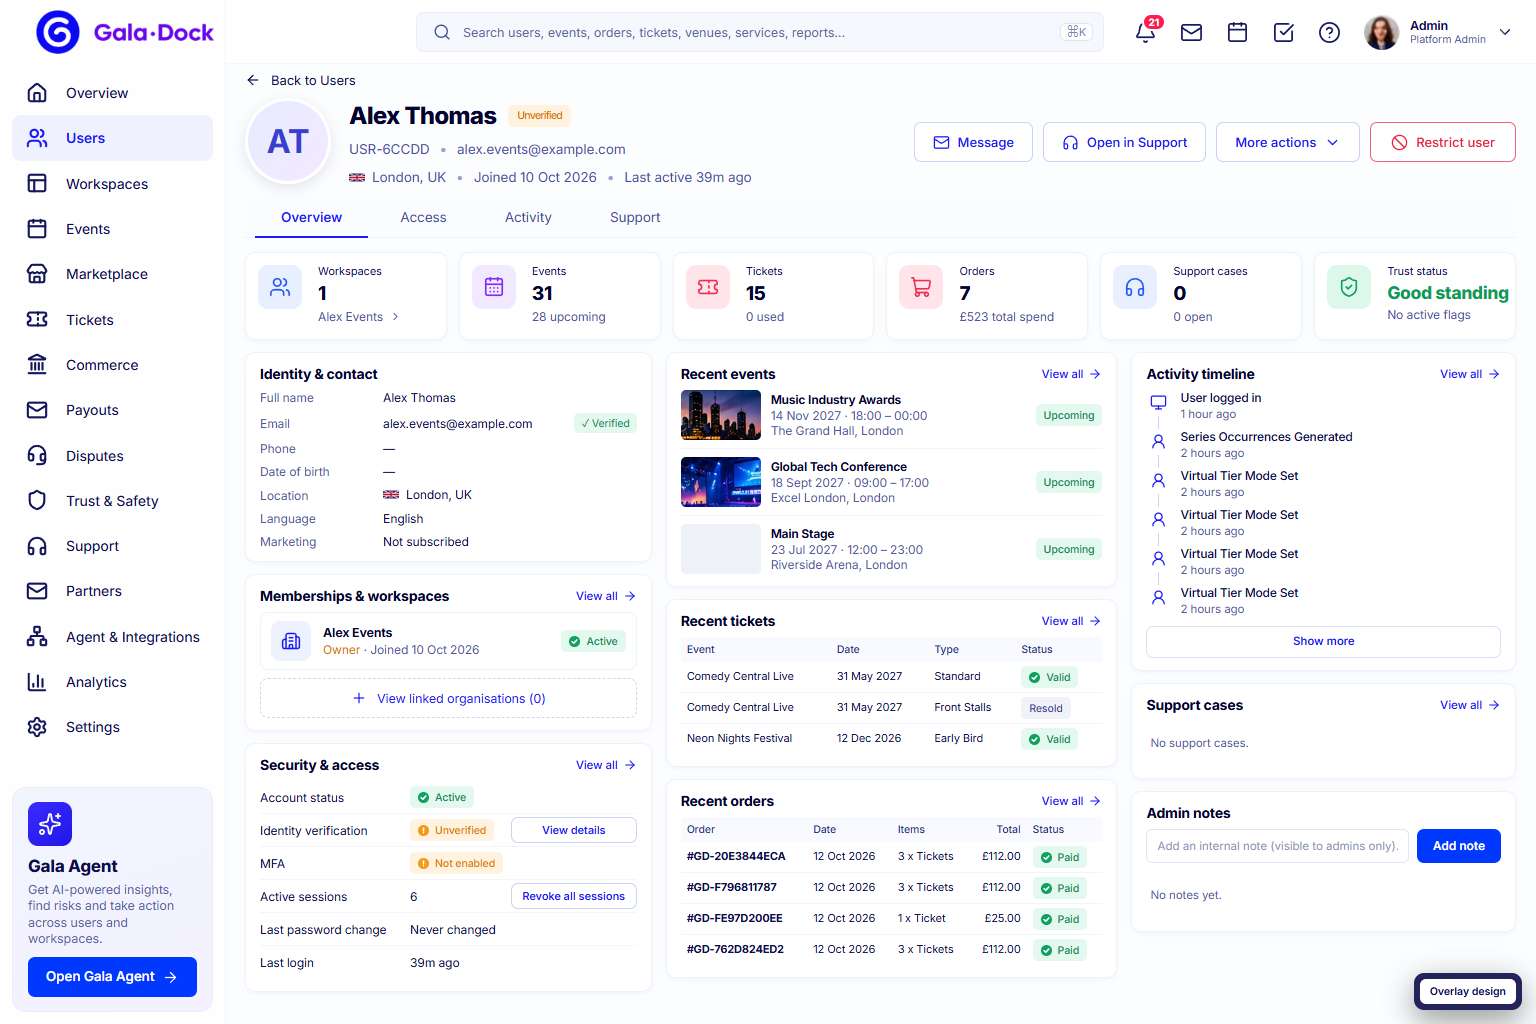 Gala·Dock
Search users, events, orders, tickets, venues, services, reports...
⌘K
21
Admin
Platform Admin
Overview
Users
Workspaces
Events
Marketplace
Tickets
Commerce
Payouts
Disputes
Trust & Safety
Support
Partners
Agent & Integrations
Analytics
Settings
Gala Agent
Get AI-powered insights,
find risks and take action
across users and
workspaces.
Open Gala Agent
Back to Users
AT
Alex Thomas Unverified
USR-6CCDD • alex.events@example.com
London, UK • Joined 10 Oct 2026 • Last active 39m ago
Message
Open in Support
More actions
Restrict user
Overview Access Activity Support
Workspaces
1
Alex Events
Events
31
28 upcoming
Tickets
15
0 used
Orders
7
£523 total spend
Support cases
0
0 open
Trust status
Good standing
No active flags
Identity & contact
Full name Alex Thomas
Email alex.events@example.com ✓ Verified
Phone —
Date of birth —
Location London, UK
Language English
Marketing Not subscribed
Memberships & workspaces View all
Alex Events
Owner · Joined 10 Oct 2026
Active
View linked organisations (0)
Security & access View all
Account status Active
Identity verification Unverified View details
MFA Not enabled
Active sessions 6 Revoke all sessions
Last password change Never changed
Last login 39m ago
Recent events View all
Music Industry Awards
14 Nov 2027 · 18:00 – 00:00
The Grand Hall, London
Upcoming
Global Tech Conference
18 Sept 2027 · 09:00 – 17:00
Excel London, London
Upcoming
Main Stage
23 Jul 2027 · 12:00 – 23:00
Riverside Arena, London
Upcoming
Recent tickets View all
Event Date Type Status
Comedy Central Live 31 May 2027 Standard Valid
Comedy Central Live 31 May 2027 Front Stalls Resold
Neon Nights Festival 12 Dec 2026 Early Bird Valid
Recent orders View all
Order Date Items Total Status
#GD-20E3844ECA 12 Oct 2026 3 x Tickets £112.00 Paid
#GD-F796811787 12 Oct 2026 3 x Tickets £112.00 Paid
#GD-FE97D200EE 12 Oct 2026 1 x Ticket £25.00 Paid
#GD-762D824ED2 12 Oct 2026 3 x Tickets £112.00 Paid
Activity timeline View all
User logged in
1 hour ago
Series Occurrences Generated
2 hours ago
Virtual Tier Mode Set
2 hours ago
Virtual Tier Mode Set
2 hours ago
Virtual Tier Mode Set
2 hours ago
Virtual Tier Mode Set
2 hours ago
Show more
Support cases View all
No support cases.
Admin notes
Add an internal note (visible to admins only). Add note
No notes yet.
Overlay design